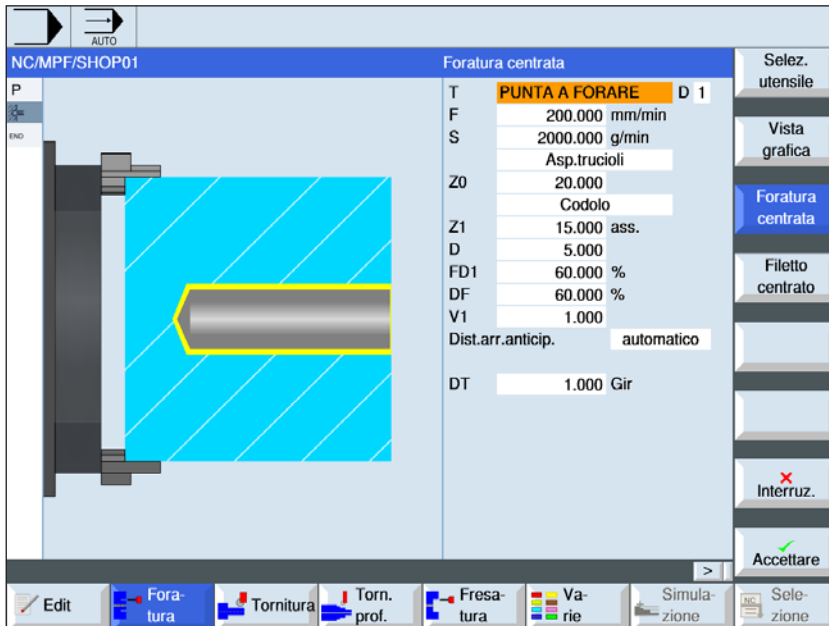 AUTO
NC/MPF/SHOP01
Foratura centrata
P
END
T PUNTA A FORARE D 1
F 200.000 mm/min
S 2000.000 g/min
Asp.trucioli
Z0 20.000
Codolo
Z1 15.000 ass.
D 5.000
FD1 60.000 %
DF 60.000 %
V1 1.000
Dist.arr.anticip. automatico
DT 1.000 Gir
Selez.
utensile
Vista
grafica
Foratura
centrata
Filetto
centrato
Interruz.
Accettare
>
Edit
Fora-
tura
Tornitura
Torn.
prof.
Fresa-
tura
Va-
rie
Simula-
zione
NC
Sele-
zione